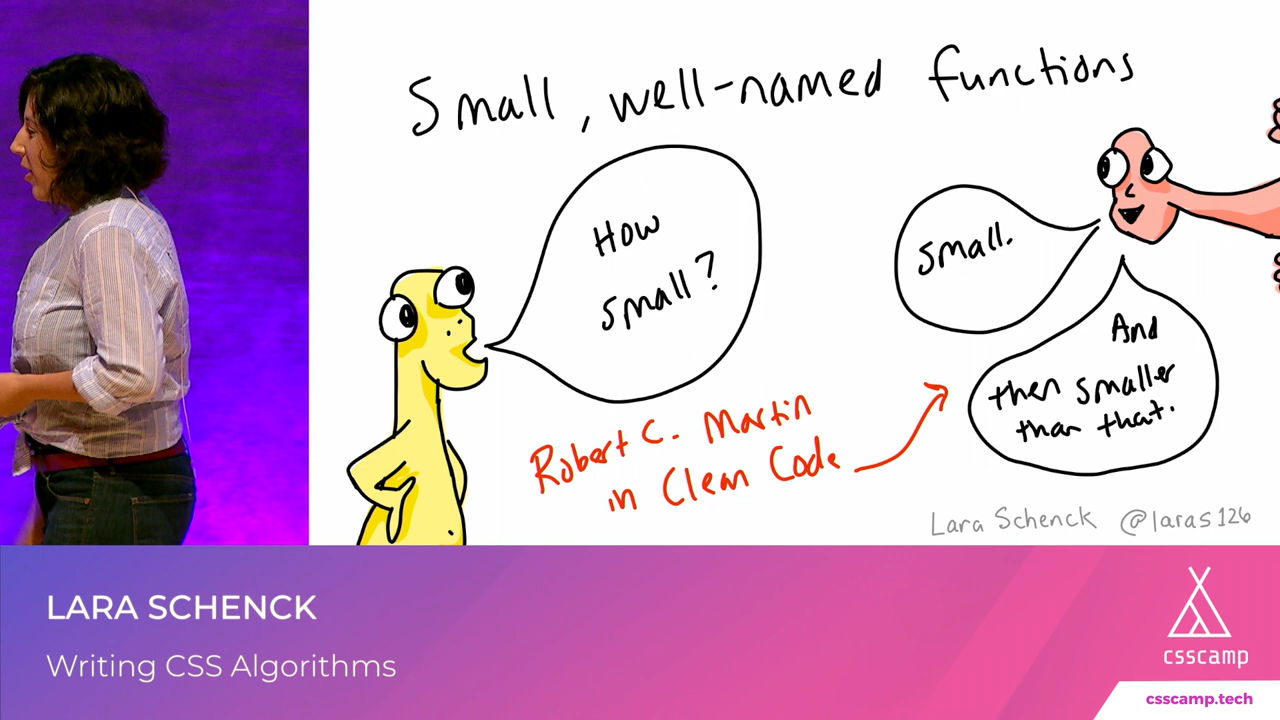 Small, well-named functions
How
small?
small.
And
then smaller
than that.
Robert C. Martin
in Clean Code
Lara Schenck @laras126
LARA SCHENCK
Writing CSS Algorithms
csscamp
csscamp.tech